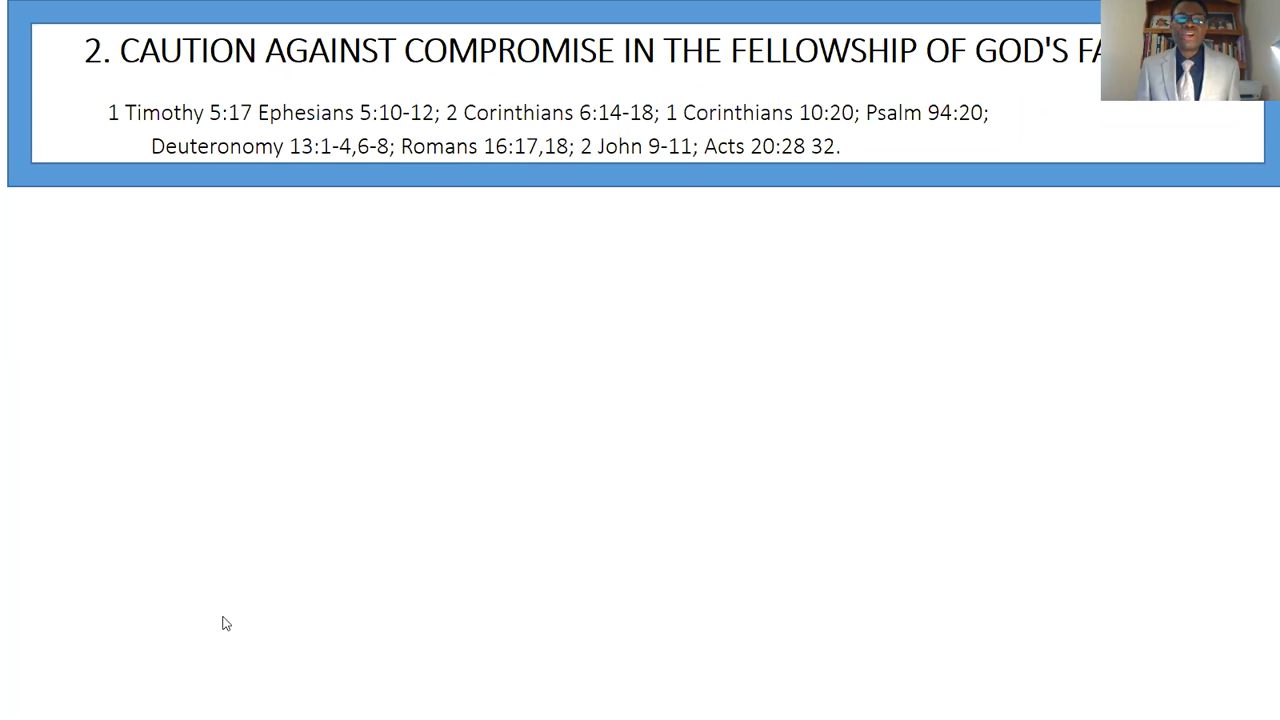 2. CAUTION AGAINST COMPROMISE IN THE FELLOWSHIP OF GOD'S
1 Timothy 5:17 Ephesians 5:10-12; 2 Corinthians 6:14-18; 1 Corinthians 10:20; Psalm 94:20;
Deuteronomy 13:1-4,6-8; Romans 16:17,18; 2 John 9-11; Acts 20:28 32.